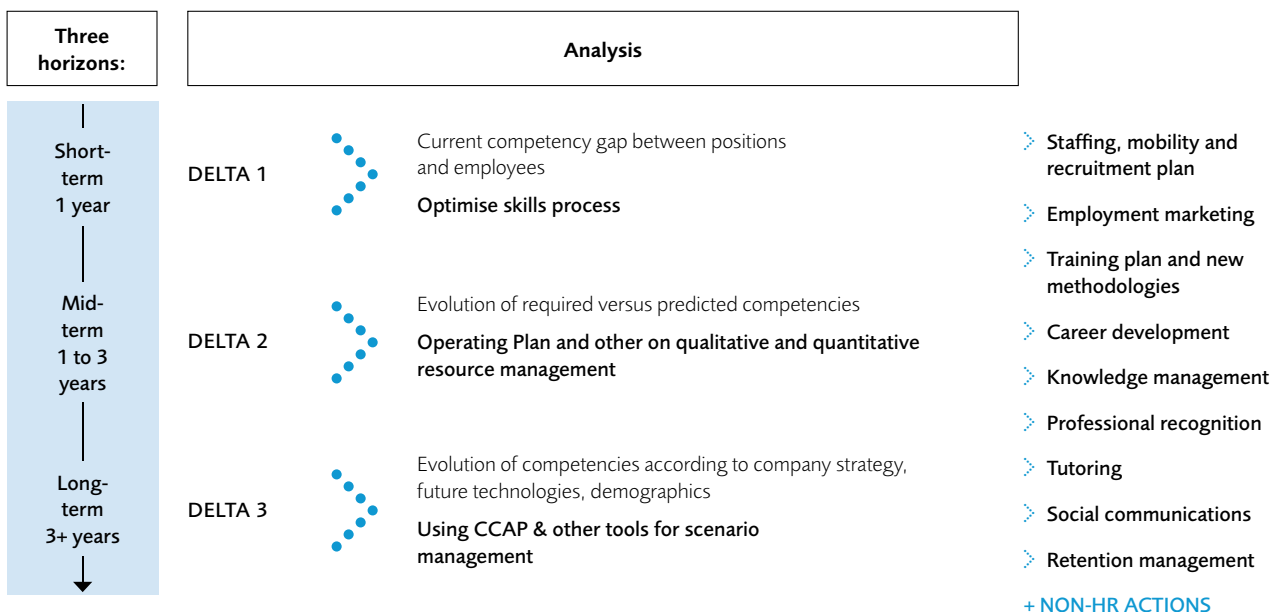 Three
horizons:
Analysis
Short-
term
1 year
DELTA 1
Current competency gap between positions
and employees
Optimise skills process
Mid-
term
1 to 3
years
DELTA 2
Evolution of required versus predicted competencies
Operating Plan and other on qualitative and quantitative
resource management
Long-
term
3+ years
DELTA 3
Evolution of competencies according to company strategy,
future technologies, demographics
Using CCAP & other tools for scenario
management
Staffing, mobility and
recruitment plan
Employment marketing
Training plan and new
methodologies
Career development
Knowledge management
Professional recognition
Tutoring
Social communications
Retention management
+ NON-HR ACTIONS